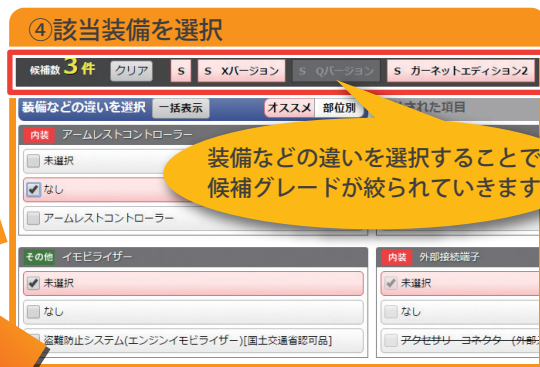 ④該当装備を選択
候補数 3 件 クリア S S Xバージョン S Qバージョン S ガーネットエディション2
装備などの違いを選択 一括表示 オススメ 部位別 された項目
内装 アームレストコントローラー
未選択
なし
アームレストコントローラー
装備などの違いを選択することで
候補グレードが絞られていきます
その他 イモビライザー
未選択
なし
盗難防止システム(エンジンイモビライザー)[国土交通省認可品]
内装 外部接続端子
未選択
なし
アクセサリーコネクタ (外部